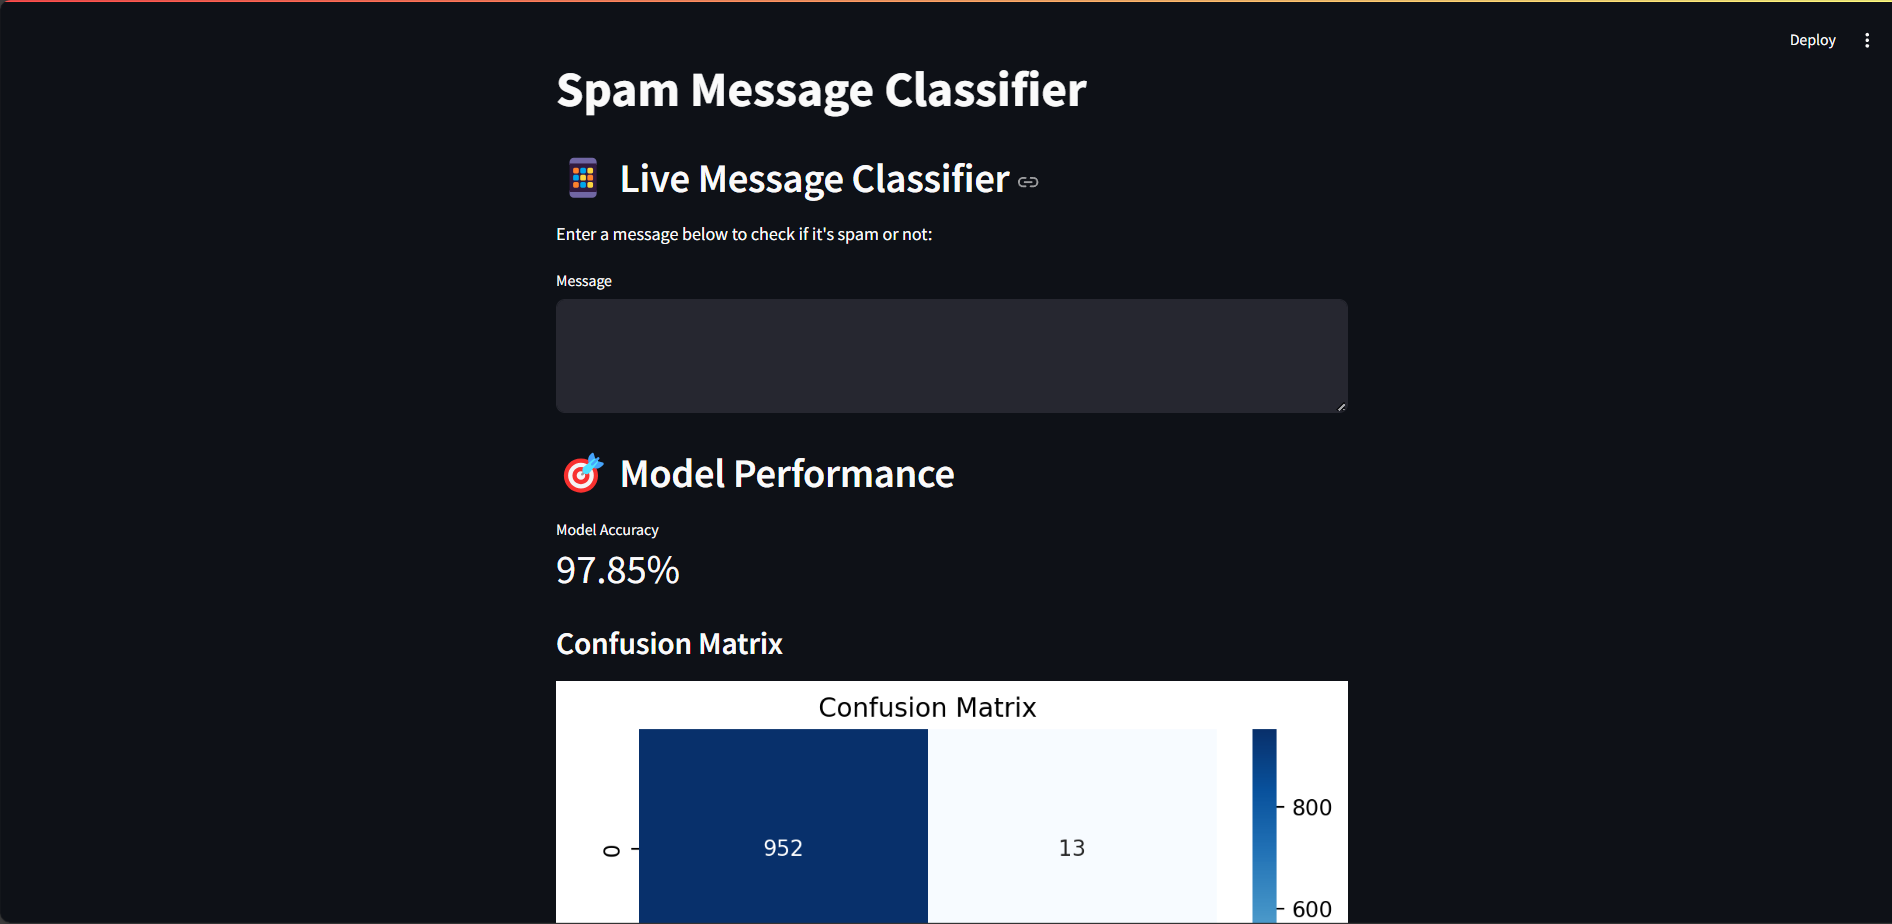 Deploy
Spam Message Classifier
Live Message Classifier
Enter a message below to check if it's spam or not:
Message
Model Performance
Model Accuracy
97.85%
Confusion Matrix
Confusion Matrix
800
0
952
13
600